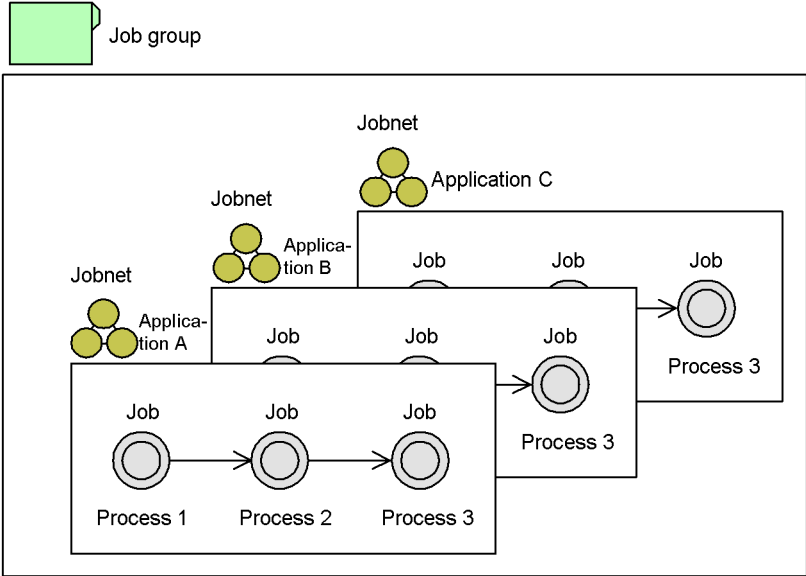 Job group
Jobnet
Application C
Jobnet
Applica-
tion B
Job
Job
Job
Jobnet
Applica-
tion A
Job
Job
Job
Process 3
Job
Job
Job
Process 3
Process 1
Process 2
Process 3